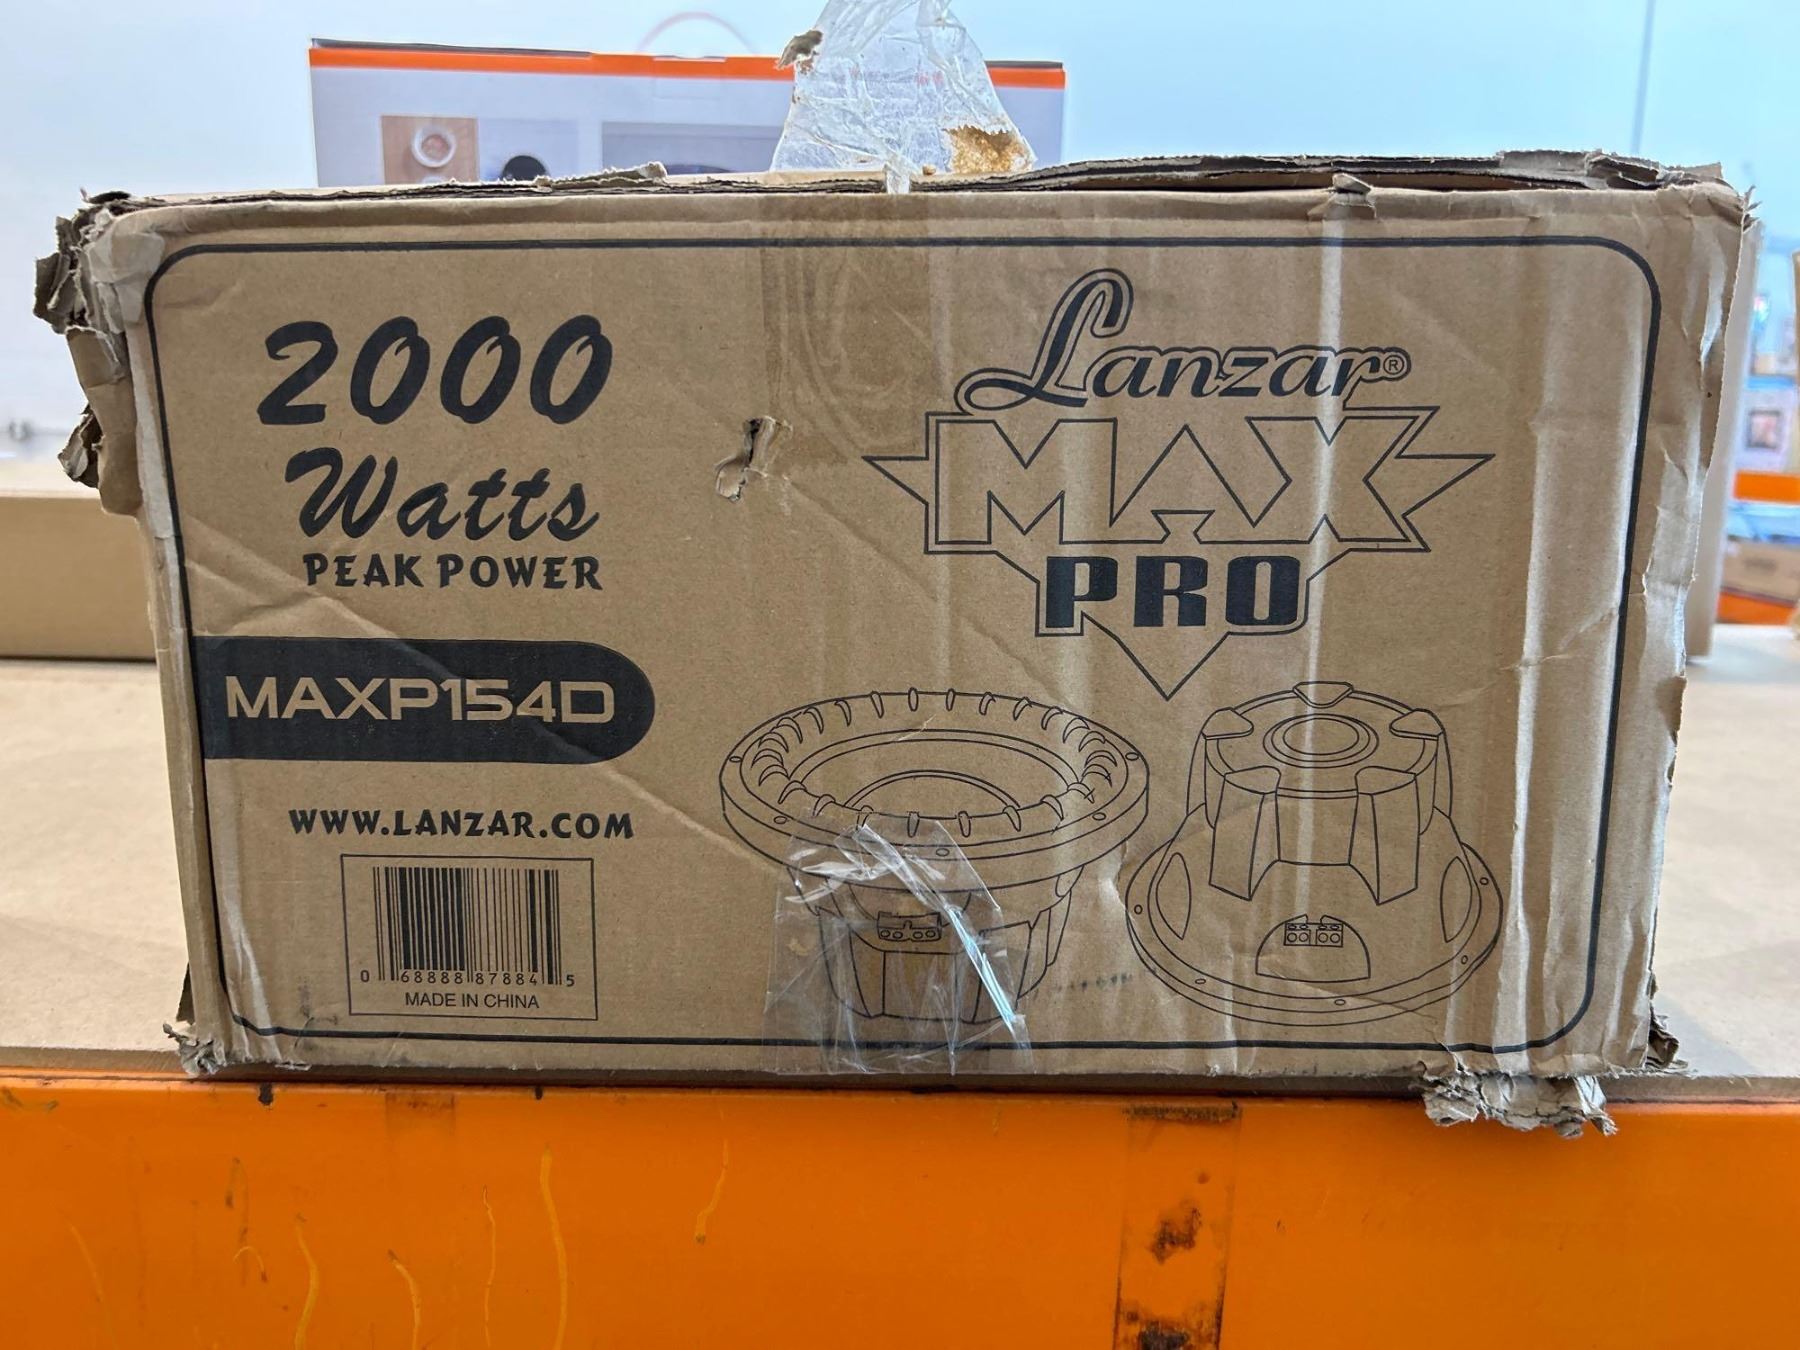 2000
Watts
PEAK POWER
MAXP154D
WWW.LANZAR.COM
0 68888 87884 5
MADE IN CHINA
Lanzar®
MAX
PRO